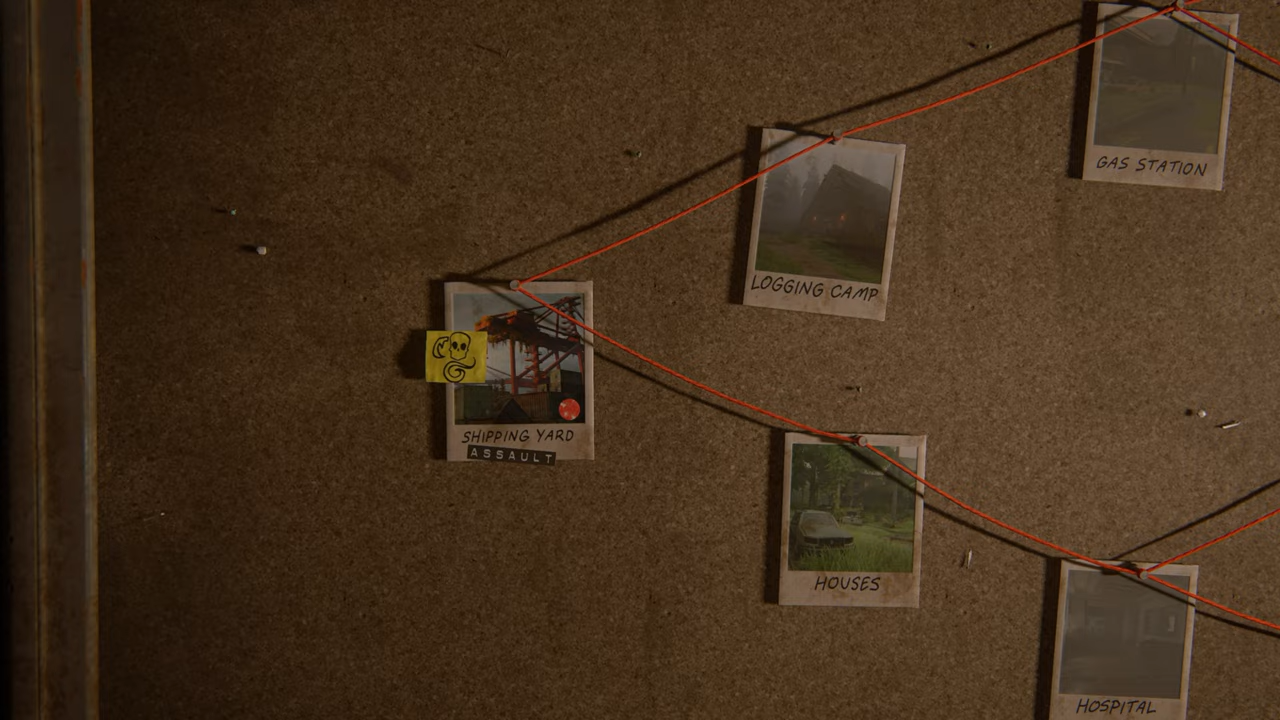 GAS STATION
LOGGING CAMP
SHIPPING YARD
ASSAULT
HOUSES
HOSPITAL